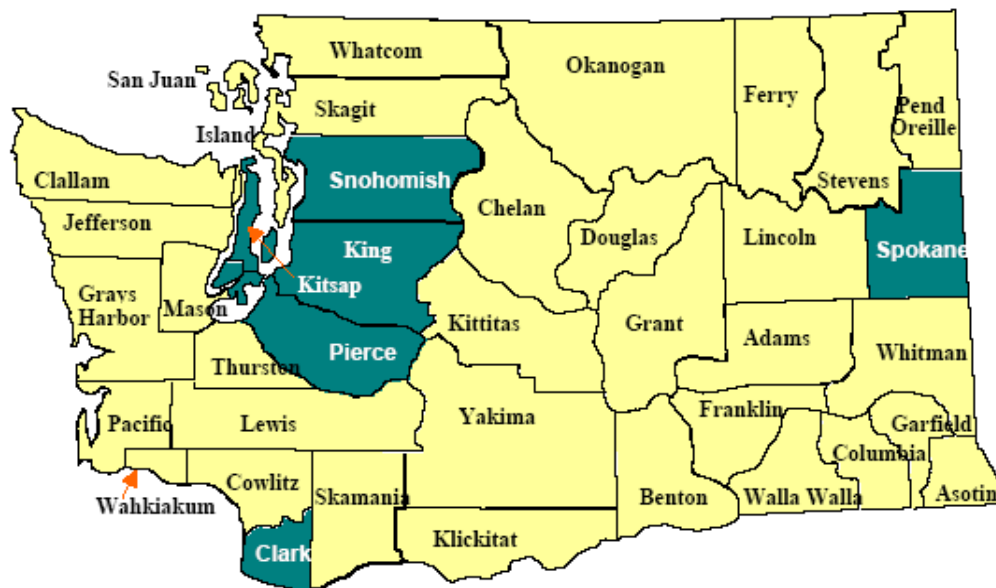 Whatcom
Okanogan
San Juan
Ferry
Pend
Oreille
Skagit
Island
Clallam
Snohomish
Stevens
Chelan
Jefferson
Douglas
Lincoln
Spokane
King
Kitsap
Grays
Harbor
Mason
Kittitas
Grant
Adams
Whitman
Pierce
Thurston
Pacific
Lewis
Yakima
Franklin
Garfield
Columbia
Cowlitz
Wahkiakum
Skamania
Benton
Walla Walla
Asotin
Clark
Klickitat